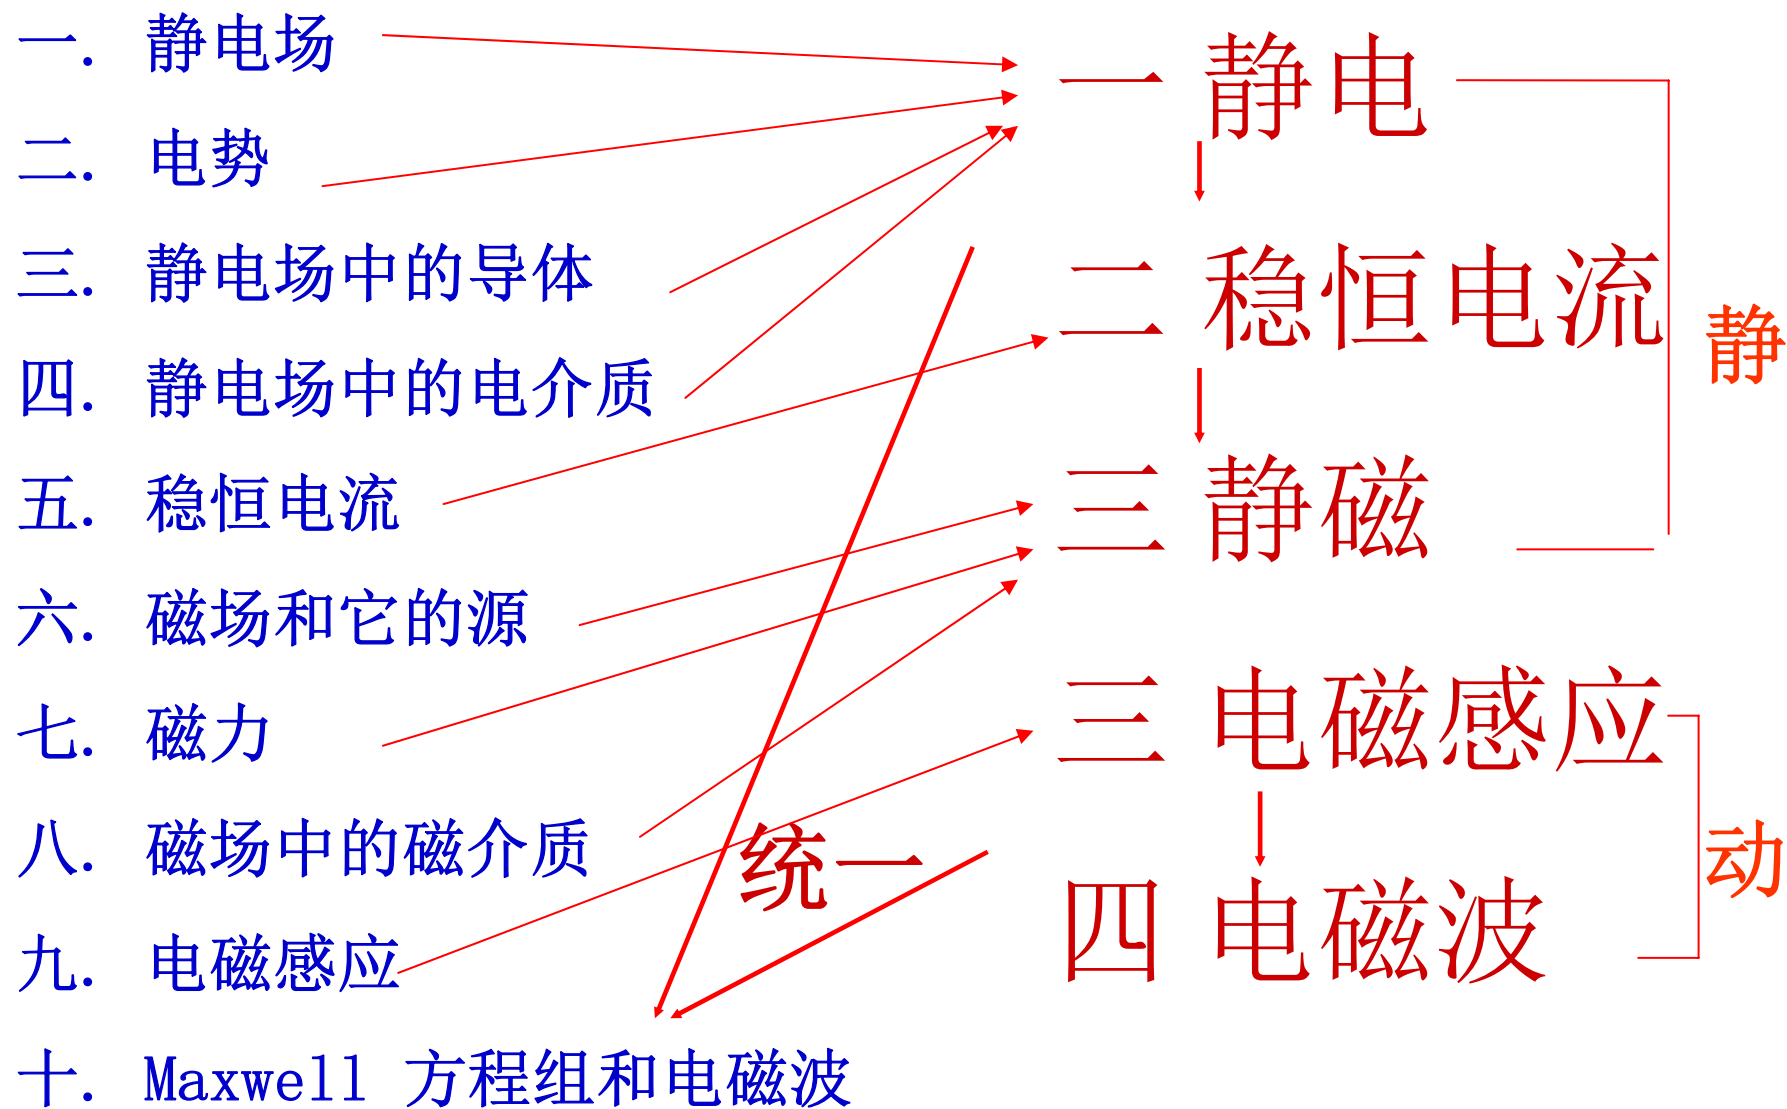 一. 静电场
二. 电势
三. 静电场中的导体
四. 静电场中的电介质
五. 稳恒电流
六. 磁场和它的源
七. 磁力
八. 磁场中的磁介质
九. 电磁感应
十. Maxwell 方程组和电磁波
统一
一 静电
二 稳恒电流
三 静磁
三 电磁感应
四 电磁波
静
动